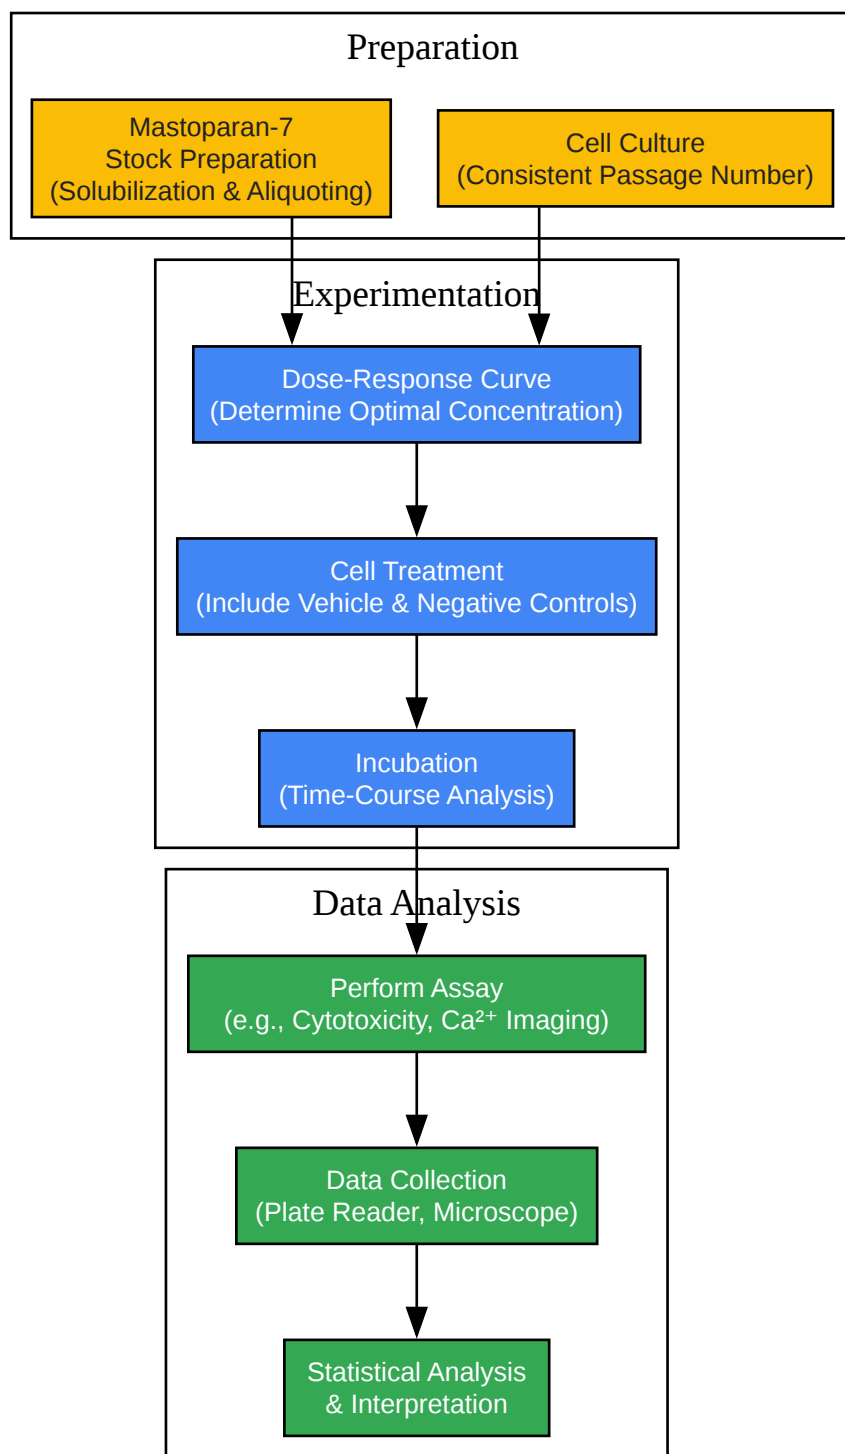 Preparation
Mastoparan-7
Stock Preparation
(Solubilization & Aliquoting)
Cell Culture
(Consistent Passage Number)
Experimentation
Dose-Response Curve
(Determine Optimal Concentration)
Cell Treatment
(Include Vehicle & Negative Controls)
Incubation
(Time-Course Analysis)
Data Analysis
Perform Assay
(e.g., Cytotoxicity, Ca²⁺ Imaging)
Data Collection
(Plate Reader, Microscope)
Statistical Analysis
& Interpretation